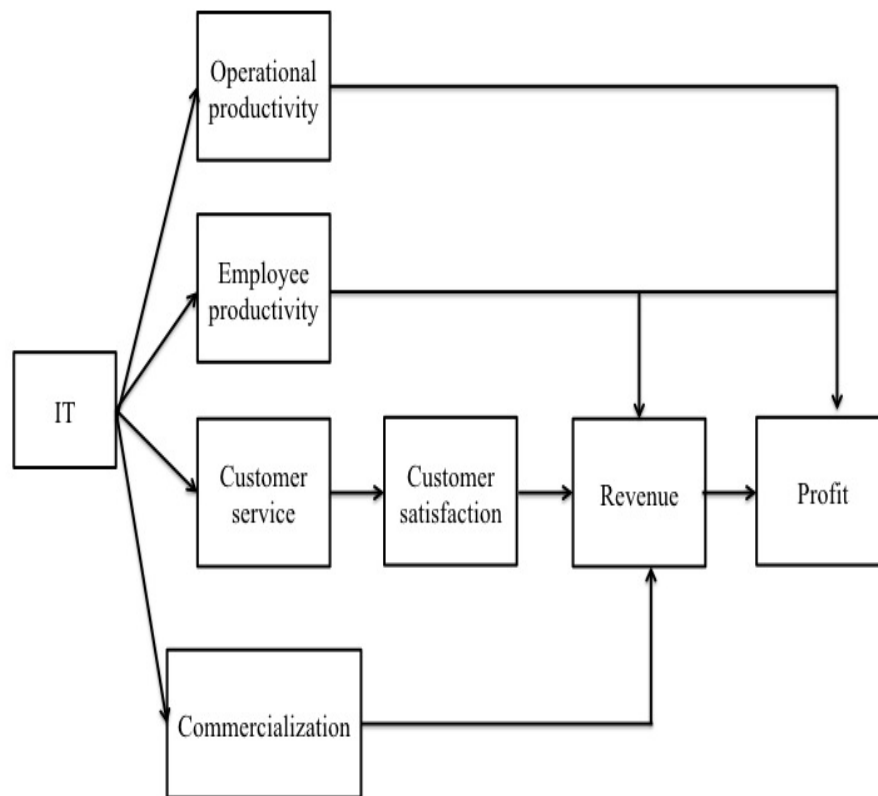 Operational
productivity
Employee
productivity
IT
Customer
service
Customer
satisfaction
Revenue
Profit
Commercialization